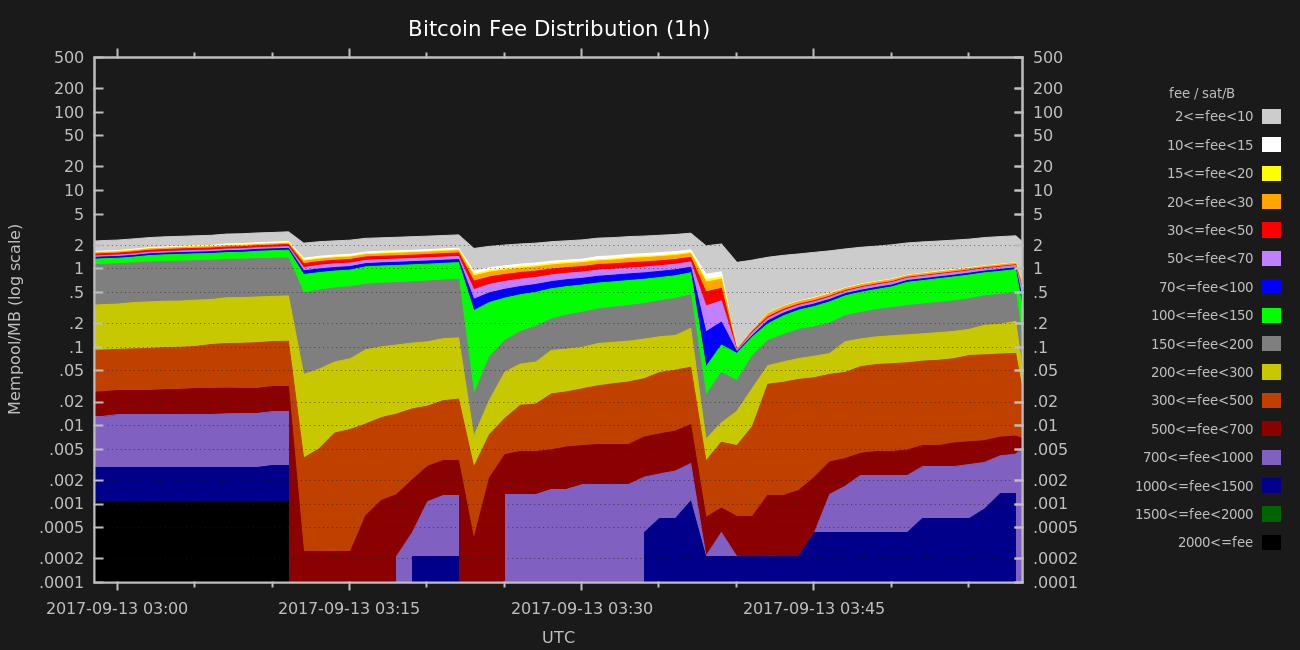 Bitcoin Fee Distribution (1h)
500 500
200 200
100 100
50 50
20 20
10 10
5 5
2 2
1 1
.5 .5
.2 .2
.1 .1
.05 .05
.02 .02
.01 .01
.005 .005
.002 .002
.001 .001
.0005 .0005
.0002 .0002
.0001 .0001
Mempool/MB (log scale)
2017-09-13 03:00 2017-09-13 03:15 2017-09-13 03:30 2017-09-13 03:45
UTC
fee / sat/B
2<=fee<10
10<=fee<15
15<=fee<20
20<=fee<30
30<=fee<50
50<=fee<70
70<=fee<100
100<=fee<150
150<=fee<200
200<=fee<300
300<=fee<500
500<=fee<700
700<=fee<1000
1000<=fee<1500
1500<=fee<2000
2000<=fee